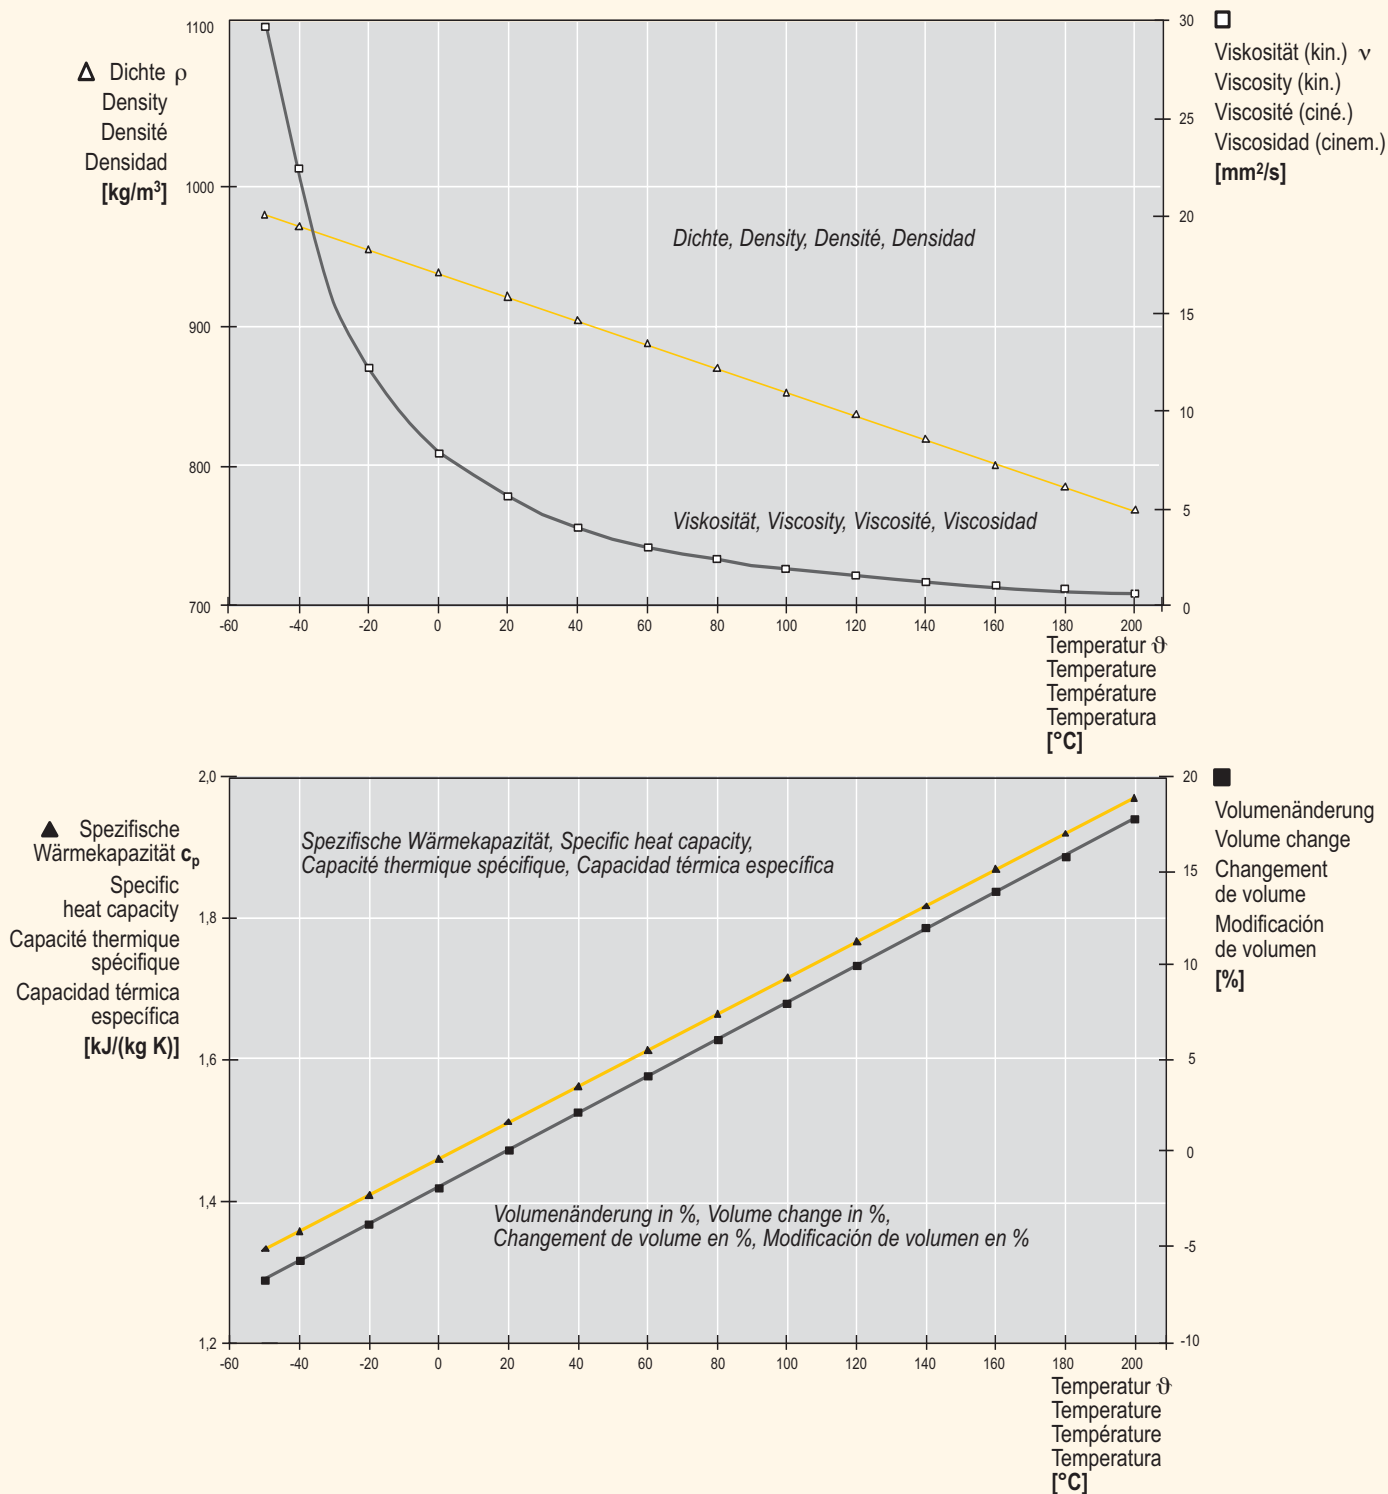 1100
30
△ Dichte ρ
Density
Densité
Densidad
[kg/m³]
□
Viskosität (kin.) ν
Viscosity (kin.)
Viscosité (ciné.)
Viscosidad (cinem.)
[mm²/s]
25
1000
20
Dichte, Density, Densité, Densidad
900
15
10
800
Viskosität, Viscosity, Viscosité, Viscosidad
5
700
0
-60 -40 -20 0 20 40 60 80 100 120 140 160 180 200
Temperatur ϑ
Temperature
Température
Temperatura
[°C]
2,0
20
▲ Spezifische
Wärmekapazität cₚ
Specific
heat capacity
Capacité thermique
spécifique
Capacidad térmica
específica
[kJ/(kg K)]
■
Volumenänderung
Volume change
Changement
de volume
Modificación
de volumen
[%]
Spezifische Wärmekapazität, Specific heat capacity,
Capacité thermique spécifique, Capacidad térmica específica
15
1,8
10
1,6
5
0
1,4
Volumenänderung in %, Volume change in %,
Changement de volume en %, Modificación de volumen en %
-5
1,2
-10
-60 -40 -20 0 20 40 60 80 100 120 140 160 180 200
Temperatur ϑ
Temperature
Température
Temperatura
[°C]